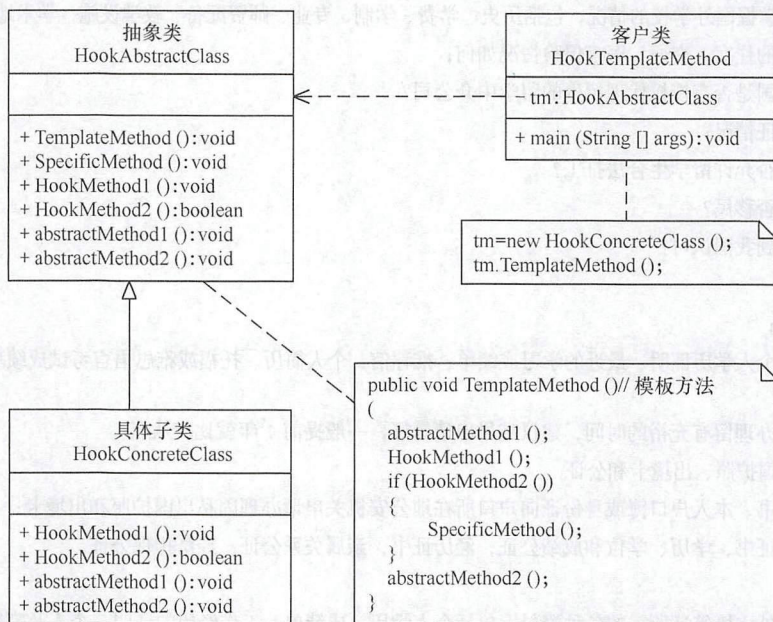 抽象类
HookAbstractClass
+ TemplateMethod ():void
+ SpecificMethod ():void
+ HookMethod1 ():void
+ HookMethod2 ():boolean
+ abstractMethod1 ():void
+ abstractMethod2 ():void
客户类
HookTemplateMethod
- tm:HookAbstractClass
+ main (String [] args):void
tm=new HookConcreteClass ();
tm.TemplateMethod ();
具体子类
HookConcreteClass
+ HookMethod1 ():void
+ HookMethod2 ():boolean
+ abstractMethod1 ():void
+ abstractMethod2 ():void
public void TemplateMethod ()// 模板方法
{
abstractMethod1 ();
HookMethod1 ();
if (HookMethod2 ())
{
SpecificMethod ();
}
abstractMethod2 ();
}